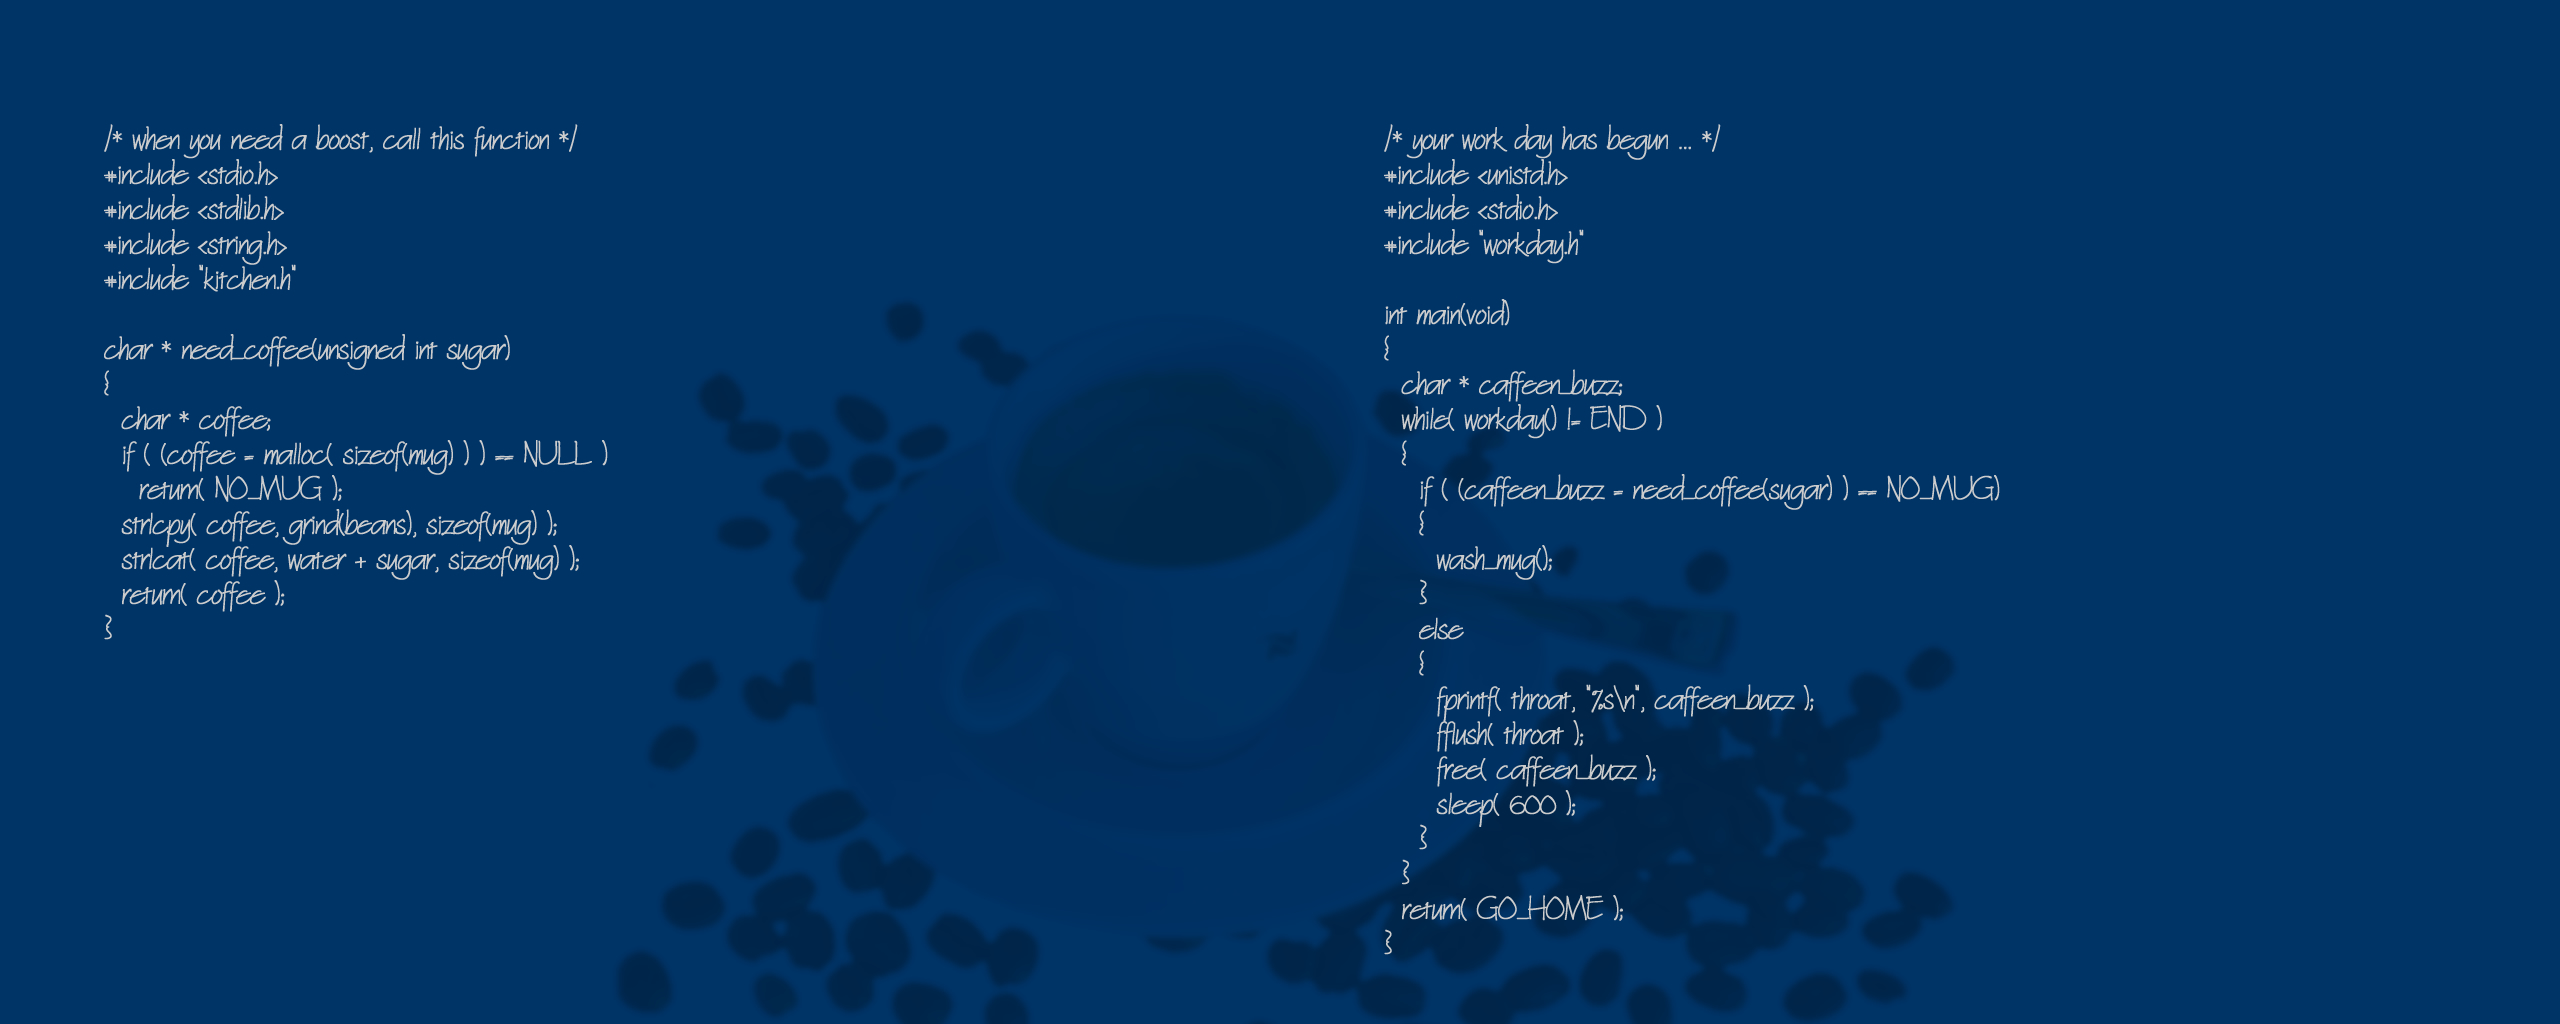 /* when you need a boost, call this function */
#include <stdio.h>
#include <stdlib.h>
#include <string.h>
#include "kitchen.h"
char * need_coffee(unsigned int sugar)
{
char * coffee;
if ( (coffee = malloc( sizeof(mug) ) ) == NULL )
return( NO_MUG );
strlcpy( coffee, grind(beans), sizeof(mug) );
strlcat( coffee, water + sugar, sizeof(mug) );
return( coffee );
}
/* your work day has begun ... */
#include <unistd.h>
#include <stdio.h>
#include "workday.h"
int main(void)
{
char * caffeen_buzz;
while( workday() != END )
{
if ( (caffeen_buzz = need_coffee(sugar) ) == NO_MUG)
{
wash_mug();
}
else
{
fprintf( throat, "%s\n", caffeen_buzz );
fflush( throat );
free( caffeen_buzz );
sleep( 600 );
}
}
return( GO_HOME );
}